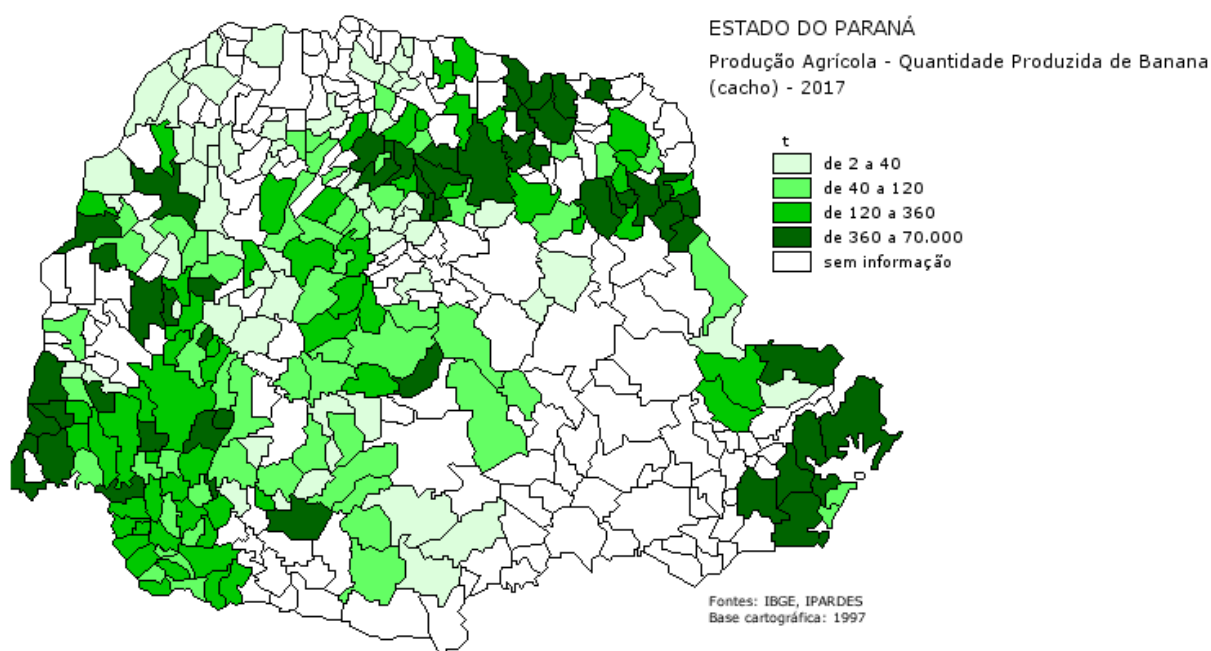 ESTADO DO PARANÁ
Produção Agrícola - Quantidade Produzida de Banana
(cacho) - 2017
t
de 2 a 40
de 40 a 120
de 120 a 360
de 360 a 70.000
sem informação
Fontes: IBGE, IPARDES
Base cartográfica: 1997